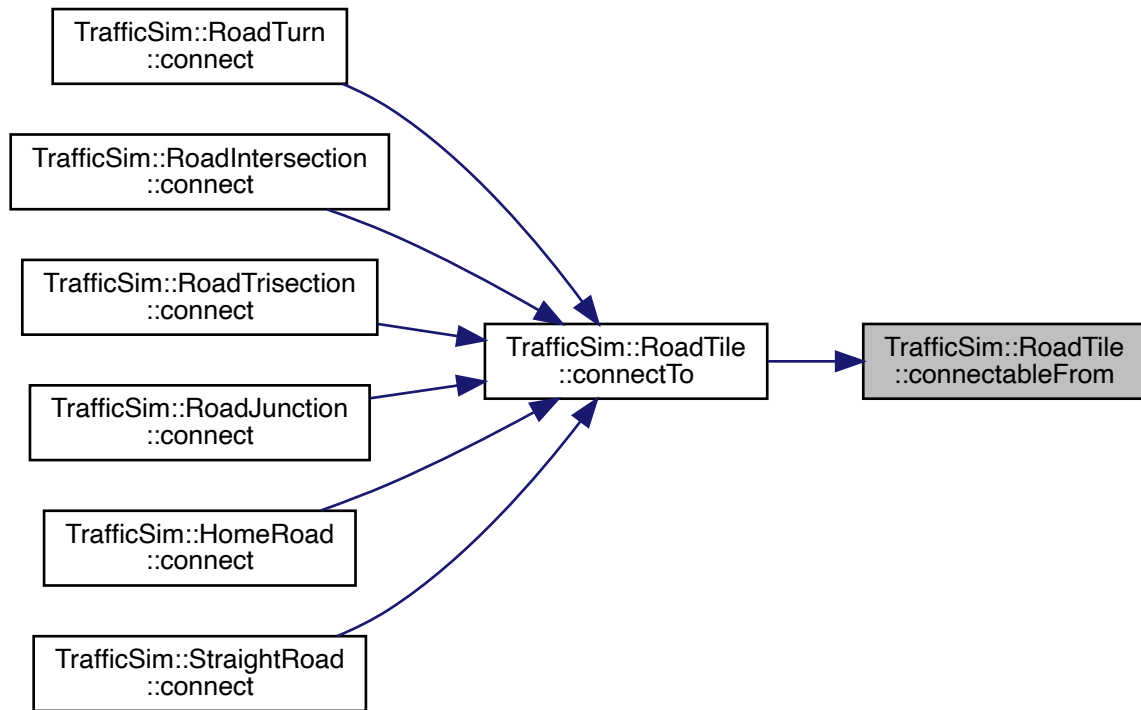 TrafficSim::RoadTurn
::connect
TrafficSim::RoadIntersection
::connect
TrafficSim::RoadTrisection
::connect
TrafficSim::RoadJunction
::connect
TrafficSim::HomeRoad
::connect
TrafficSim::StraightRoad
::connect
TrafficSim::RoadTile
::connectTo
TrafficSim::RoadTile
::connectableFrom